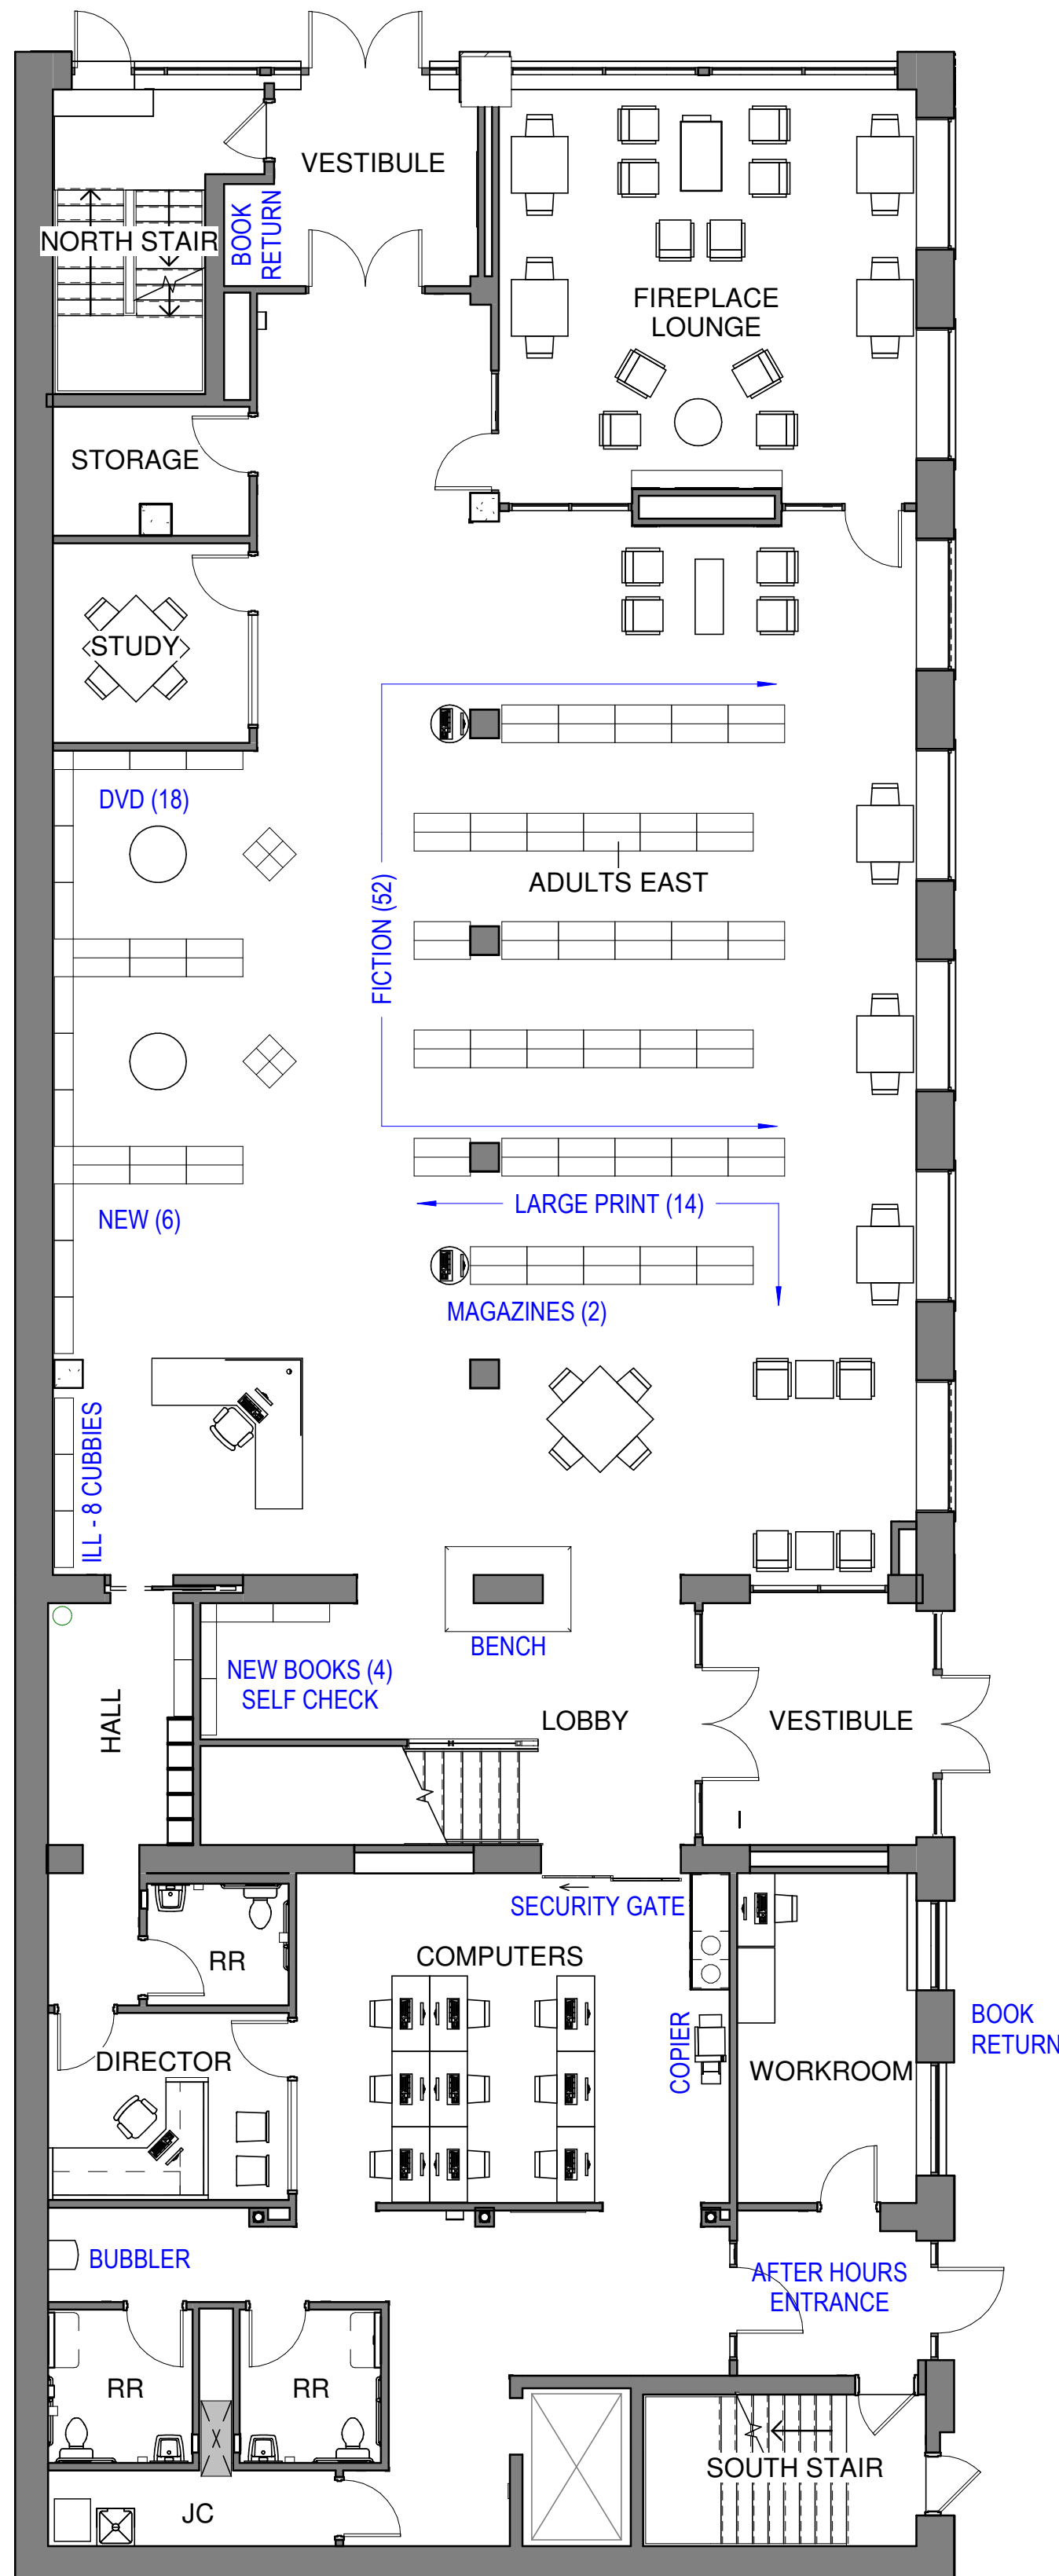 VESTIBULE
BOOK
RETURN
NORTH STAIR
FIREPLACE
LOUNGE
STORAGE
STUDY
DVD (18)
ADULTS EAST
FICTION (52)
LARGE PRINT (14)
NEW (6)
MAGAZINES (2)
ILL - 8 CUBBIES
BENCH
NEW BOOKS (4)
SELF CHECK
HALL
LOBBY
VESTIBULE
SECURITY GATE
RR
COMPUTERS
BOOK
RETURN
COPIER
DIRECTOR
WORKROOM
BUBBLER
AFTER HOURS
ENTRANCE
RR
RR
SOUTH STAIR
JC